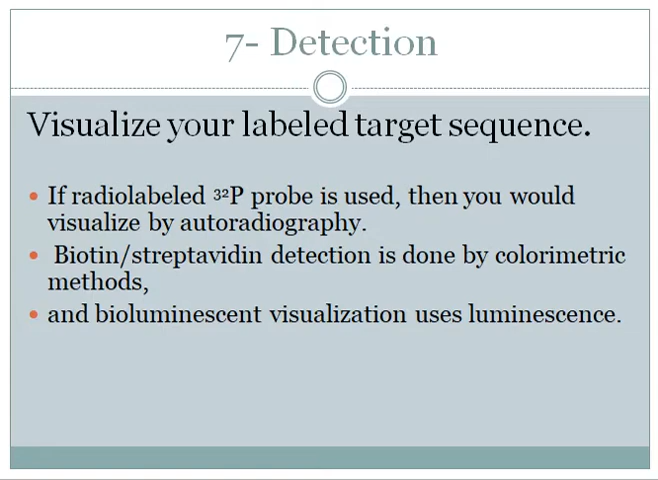 7- Detection
Visualize your labeled target sequence.
• If radiolabeled ³²P probe is used, then you would
visualize by autoradiography.
• Biotin/streptavidin detection is done by colorimetric
methods,
• and bioluminescent visualization uses luminescence.